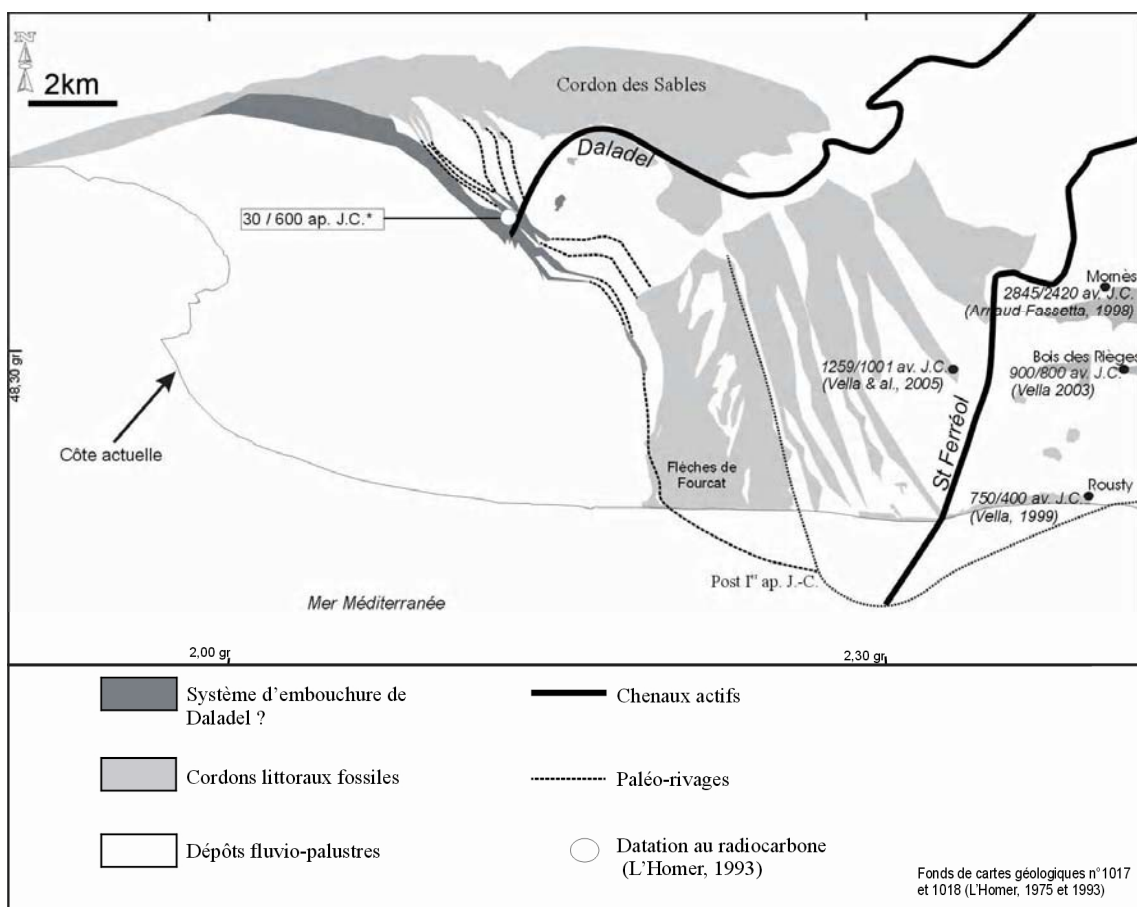 N
2km
Cordon des Sables
Daladel
30 / 600 ap. J.C.*
Mornès
2845/2420 av. J.C.
(Arnaud-Fassetta, 1998)
Bois des Rièges
900/800 av. J.C.
(Vella 2003)
1259/1001 av. J.C.
(Vella & al., 2005)
48,30 gr
St Ferréol
Côte actuelle
Flèches de
Fourcat
Rousty
750/400 av. J.C.
(Vella, 1999)
Post Ier ap. J.-C.
Mer Méditerranée
2,00 gr
2,30 gr
Système d'embouchure de
Daladel ?
Chenaux actifs
Cordons littoraux fossiles
Paléo-rivages
Dépôts fluvio-palustres
Datation au radiocarbone
(L'Homer, 1993)
Fonds de cartes géologiques n°1017
et 1018 (L'Homer, 1975 et 1993)